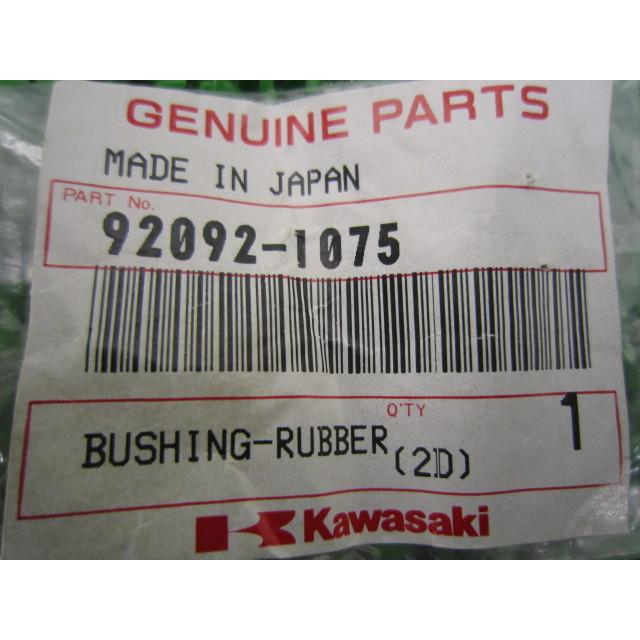 GENUINE PARTS
MADE IN JAPAN
PART No.
92092-1075
Q'TY
BUSHING-RUBBER (2D) 1
Kawasaki